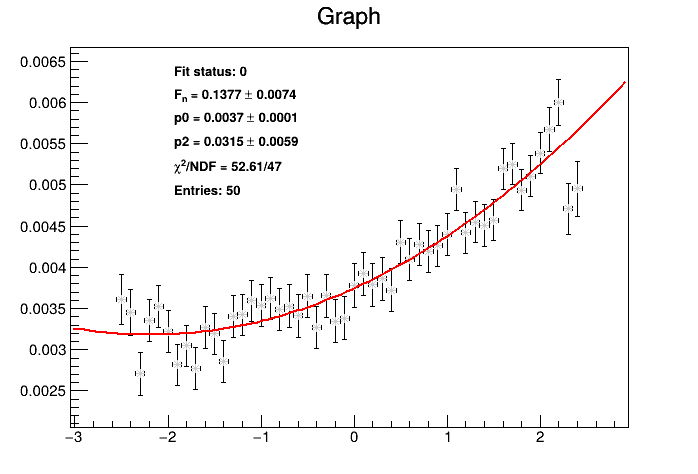 Graph
0.0065
0.006
0.0055
0.005
0.0045
0.004
0.0035
0.003
0.0025
Fit status: 0
Fn = 0.1377 ± 0.0074
p0 = 0.0037 ± 0.0001
p2 = 0.0315 ± 0.0059
χ²/NDF = 52.61/47
Entries: 50
−3 −2 −1 0 1 2